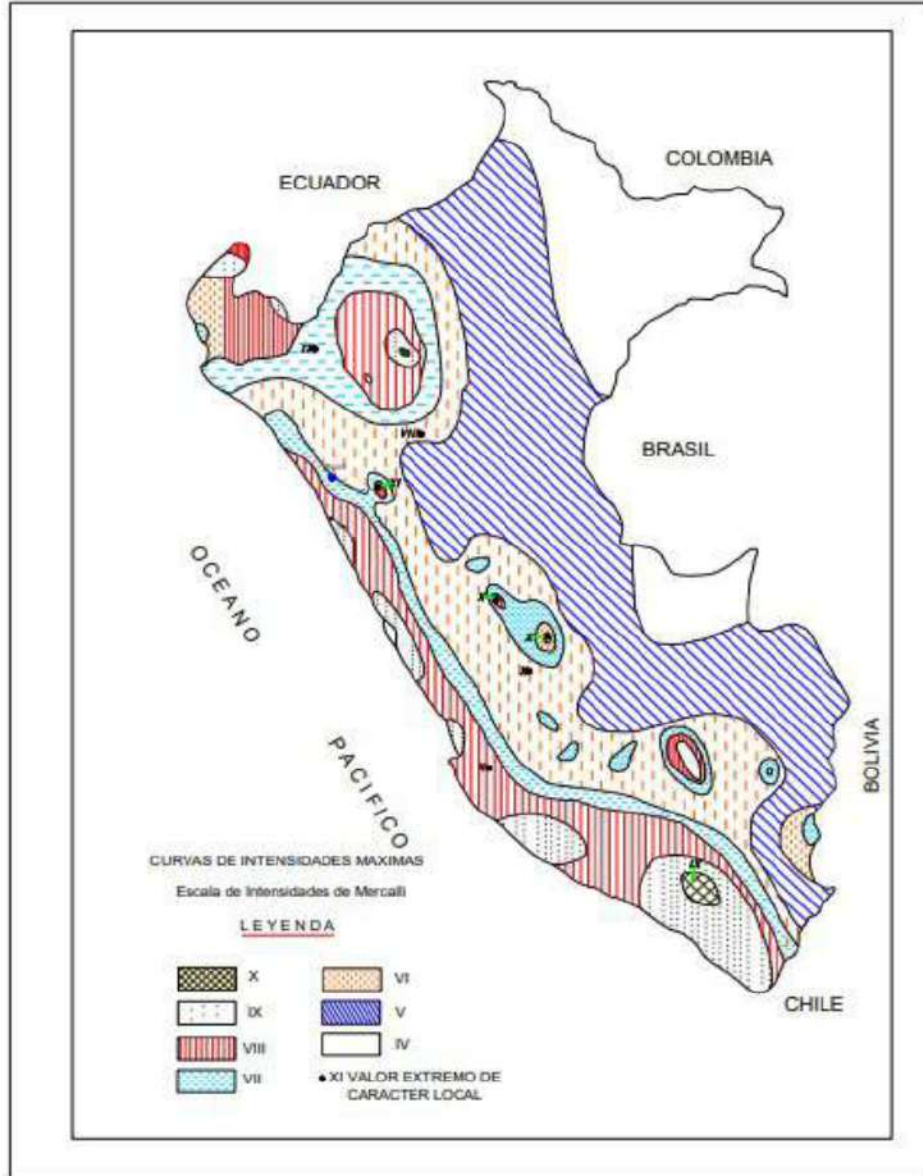 COLOMBIA
ECUADOR
BRASIL
OCEANO
PACIFICO
BOLIVIA
CHILE
CURVAS DE INTENSIDADES MAXIMAS
Escala de Intensidades de Mercalli
LEYENDA
X
IX
VIII
VII
VI
V
IV
XI VALOR EXTREMO DE
CARACTER LOCAL